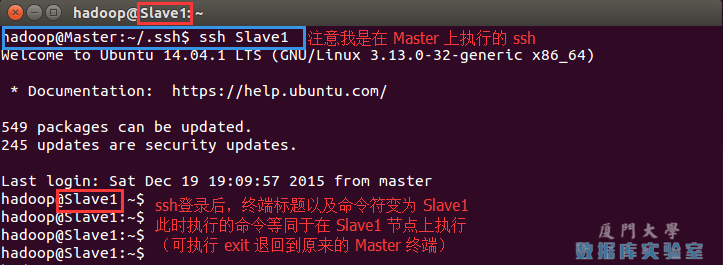 hadoop@Slave1: ~
hadoop@Master:~/.ssh$ ssh Slave1 注意我是在 Master 上执行的 ssh
Welcome to Ubuntu 14.04.1 LTS (GNU/Linux 3.13.0-32-generic x86_64)
* Documentation:  https://help.ubuntu.com/
549 packages can be updated.
245 updates are security updates.
Last login: Sat Dec 19 19:09:57 2015 from master
hadoop@Slave1:~$
ssh登录后，终端标题以及命令符变为 Slave1
hadoop@Slave1:~$
此时执行的命令等同于在 Slave1 节点上执行
hadoop@Slave1:~$
（可执行 exit 退回到原来的 Master 终端）
hadoop@Slave1:~$
厦門大學
数据库实验室